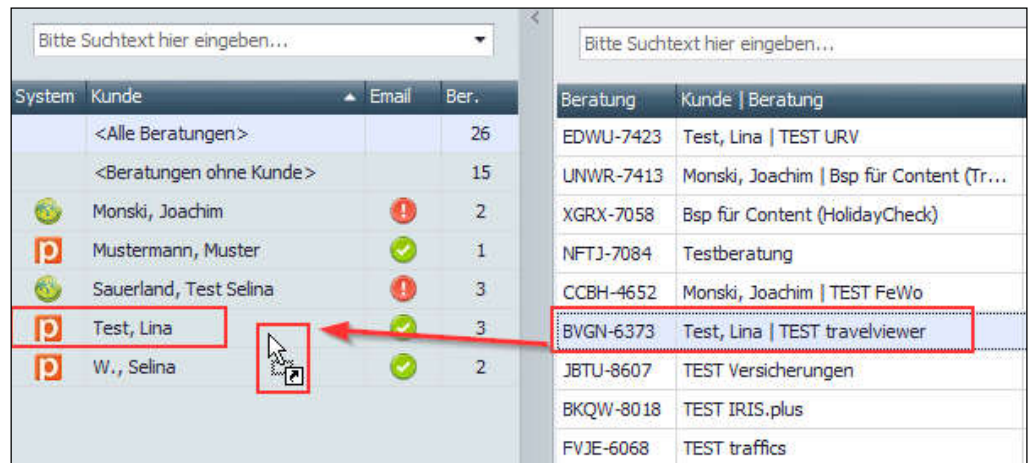 Bitte Suchtext hier eingeben...
System Kunde Email Ber.
<Alle Beratungen> 26
<Beratungen ohne Kunde> 15
Monski, Joachim 2
Mustermann, Muster 1
Sauerland, Test Selina 3
Test, Lina 3
W., Selina 2
Bitte Suchtext hier eingeben...
Beratung Kunde | Beratung
EDWU-7423 Test, Lina | TEST URV
UNWR-7413 Monski, Joachim | Bsp für Content (Tr...
XGRX-7058 Bsp für Content (HolidayCheck)
NFTJ-7084 Testberatung
CCBH-4652 Monski, Joachim | TEST FeWo
BVGN-6373 Test, Lina | TEST travelviewer
JBTU-8607 TEST Versicherungen
BKQW-8018 TEST IRIS.plus
FVJE-6068 TEST traffics